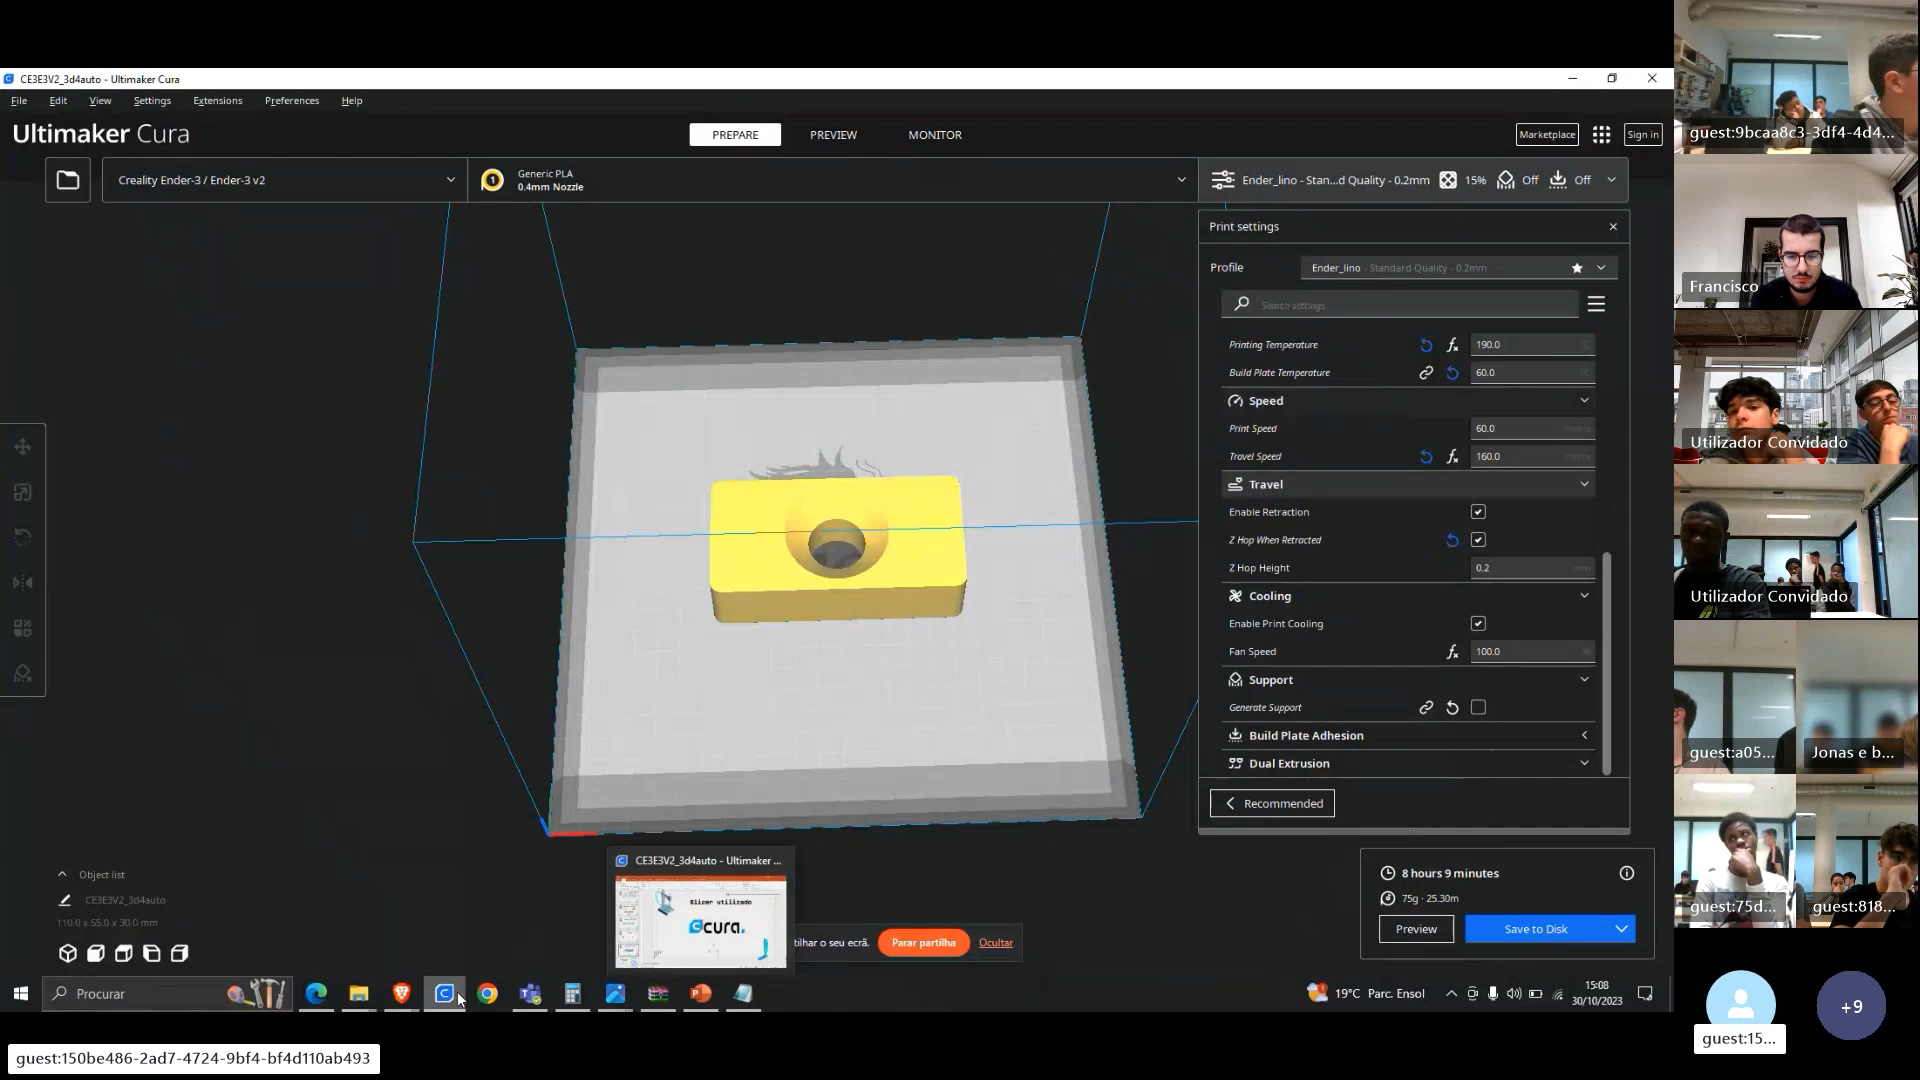 CE3E3V2_3d4auto - Ultimaker Cura
File Edit View Settings Extensions Preferences Help
Ultimaker Cura
PREPARE PREVIEW MONITOR
Marketplace
Sign in
Creality Ender-3 / Ender-3 v2
1
Generic PLA
0.4mm Nozzle
Ender_lino - Stan...d Quality - 0.2mm 15% Off Off
Print settings
Profile Ender_lino - Standard Quality - 0.2mm
Search settings
Printing Temperature 190.0 °C
Build Plate Temperature 60.0 °C
Speed
Print Speed 60.0 mm/s
Travel Speed 160.0 mm/s
Travel
Enable Retraction
Z Hop When Retracted
Z Hop Height 0.2 mm
Cooling
Enable Print Cooling
Fan Speed 100.0 %
Support
Generate Support
Build Plate Adhesion
Dual Extrusion
Recommended
Object list
CE3E3V2_3d4auto
110.0 x 55.0 x 30.0 mm
CE3E3V2_3d4auto - Ultimaker ...
Slicer utilizado
cura.
tilhar o seu ecrã.
Parar partilha
Ocultar
8 hours 9 minutes
75g · 25.30m
Preview
Save to Disk
Procurar
19°C Parc. Ensol
15:08
30/10/2023
guest:9bcaa8c3-3df4-4d4...
Francisco
Utilizador Convidado
Utilizador Convidado
guest:a05...
Jonas e b...
guest:75d...
guest:818...
guest:15...
+9
guest:150be486-2ad7-4724-9bf4-bf4d110ab493